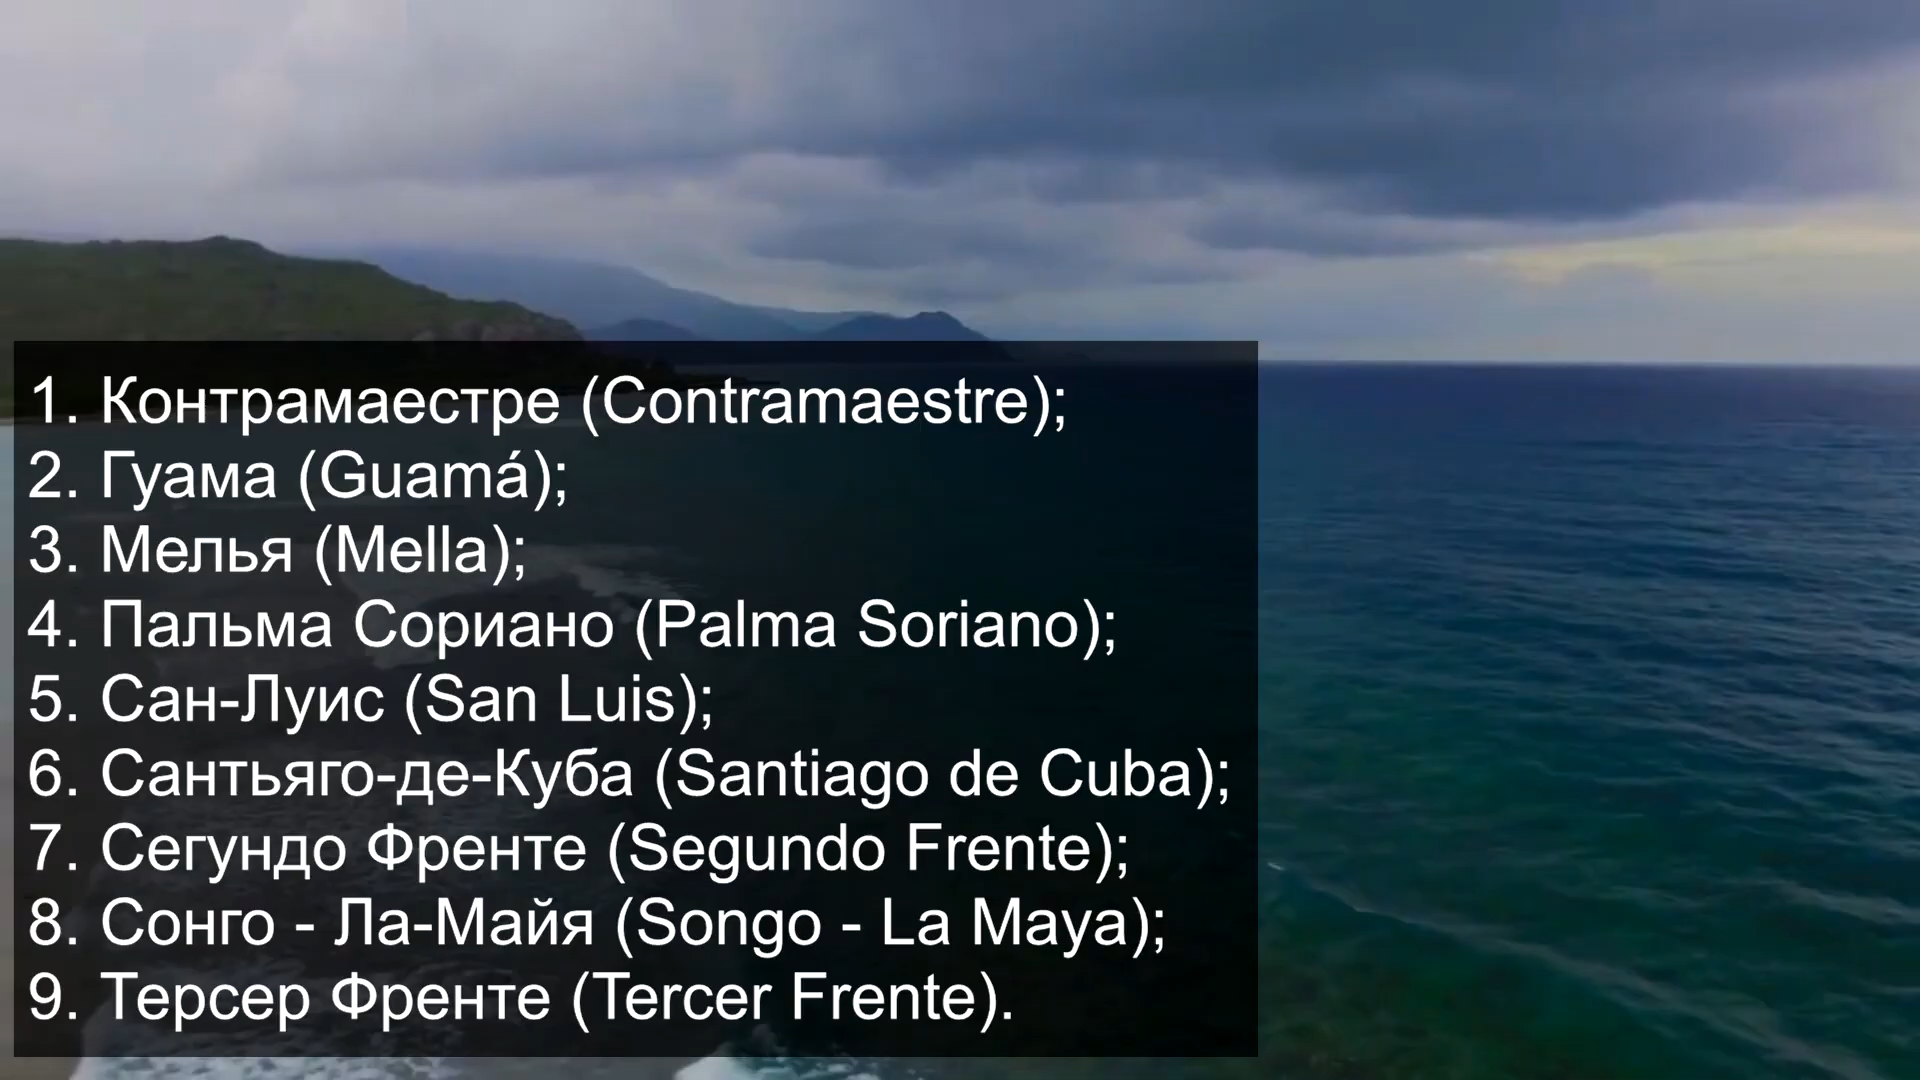 1. Контрамаестре (Contramaestre);
2. Гуама (Guamá);
3. Мелья (Mella);
4. Пальма Сориано (Palma Soriano);
5. Сан-Луис (San Luis);
6. Сантьяго-де-Куба (Santiago de Cuba);
7. Сегундо Френте (Segundo Frente);
8. Сонго - Ла-Майя (Songo - La Maya);
9. Терсер Френте (Tercer Frente).